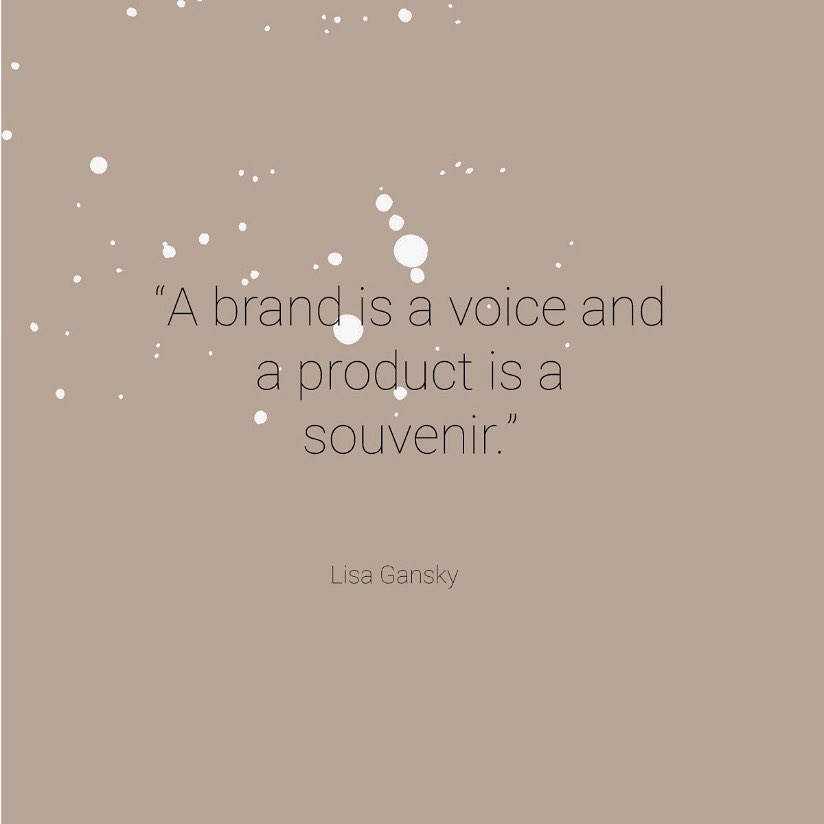 “A brand is a voice and
a product is a
souvenir.”
Lisa Gansky